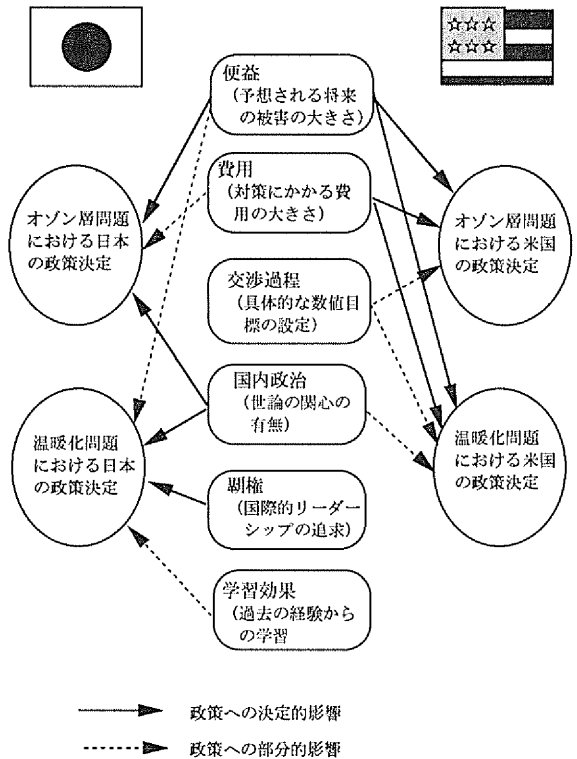 便益
(予想される将来
の被害の大きさ)
費用
(対策にかかる費
用の大きさ)
オゾン層問題
における日本
の政策決定
オゾン層問題
における米国
の政策決定
交渉過程
(具体的な数値目
標の設定)
国内政治
(世論の関心の
有無)
温暖化問題
における日本
の政策決定
温暖化問題
における米国
の政策決定
覇権
(国際的リーダー
シップの追求)
学習効果
(過去の経験から
の学習
政策への決定的影響
政策への部分的影響